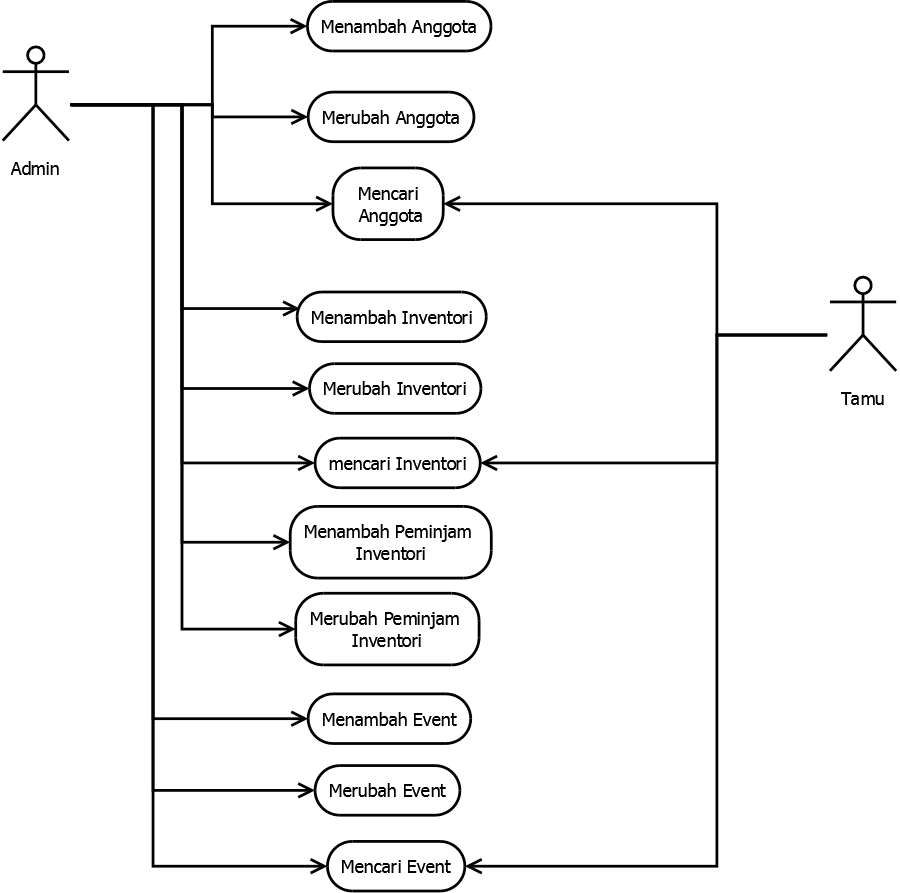 Menambah Anggota
Admin
Merubah Anggota
Mencari
Anggota
Menambah Inventori
Merubah Inventori
Tamu
mencari Inventori
Menambah Peminjam
Inventori
Merubah Peminjam
Inventori
Menambah Event
Merubah Event
Mencari Event